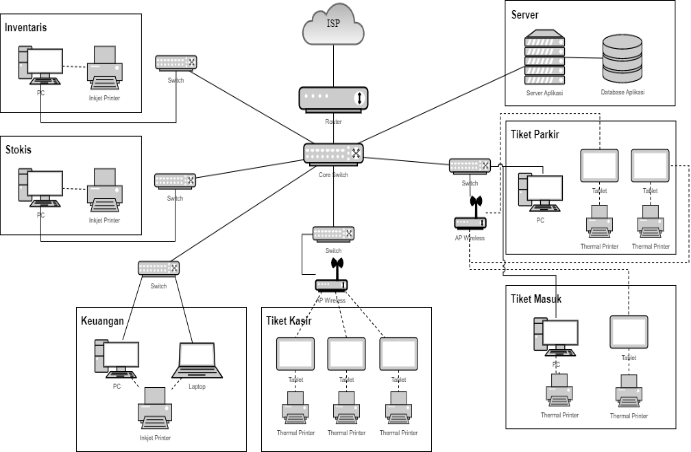 Inventaris
PC
Inkjet Printer
Switch
ISP
Router
Core Switch
Server
Server Aplikasi
Database Aplikasi
Stokis
PC
Inkjet Printer
Switch
Tiket Parkir
Switch
AP Wireless
PC
Tablet
Tablet
Thermal Printer
Thermal Printer
Switch
Keuangan
PC
Laptop
Inkjet Printer
Switch
AP Wireless
Tiket Kasir
Tablet
Tablet
Tablet
Thermal Printer
Thermal Printer
Thermal Printer
Tiket Masuk
PC
Tablet
Thermal Printer
Thermal Printer